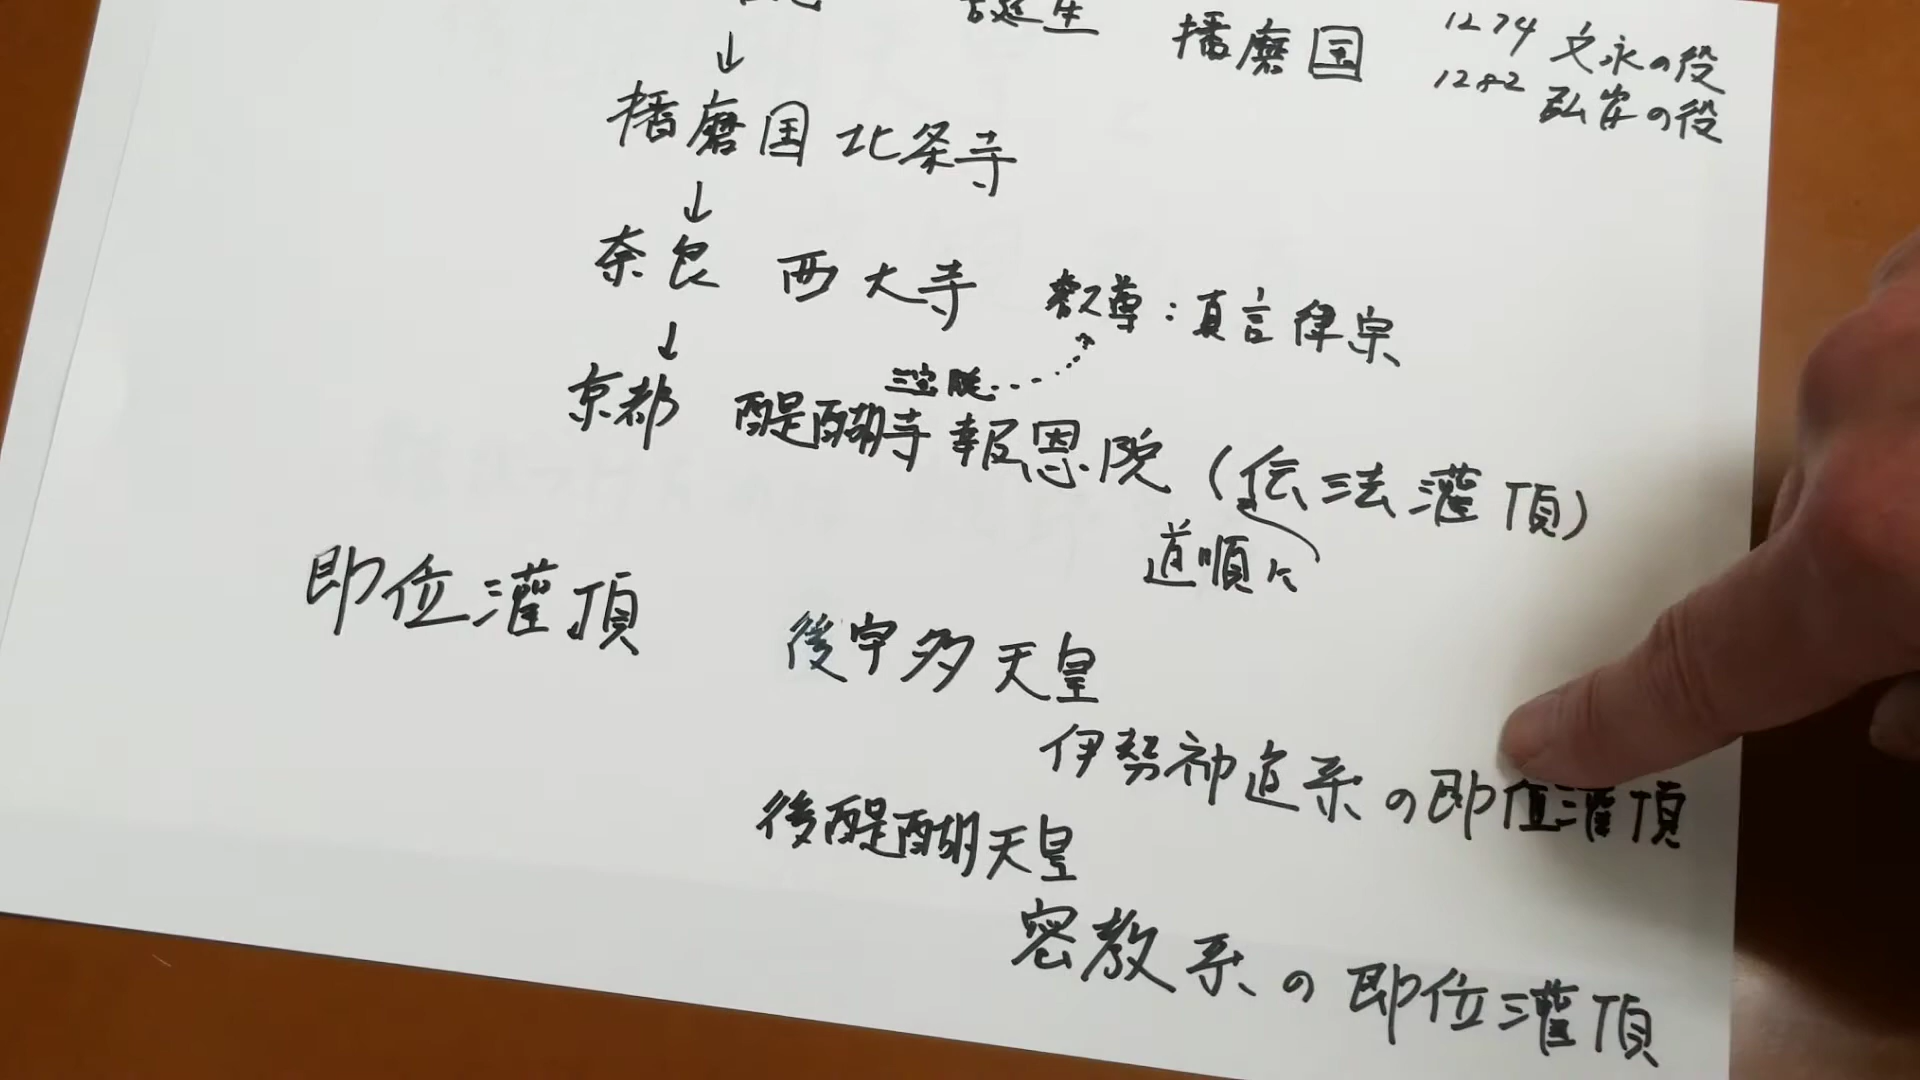 誕生 播磨国 1274 文永の役
1282 弘安の役
↓
播磨国 北条寺
↓
奈良 西大寺 叡尊：真言律宗
↓
京都 醍醐寺 報恩院（伝法灌頂）
道順に
即位灌頂
後宇多天皇
伊勢神道系の即位灌頂
後醍醐天皇
密教系の即位灌頂